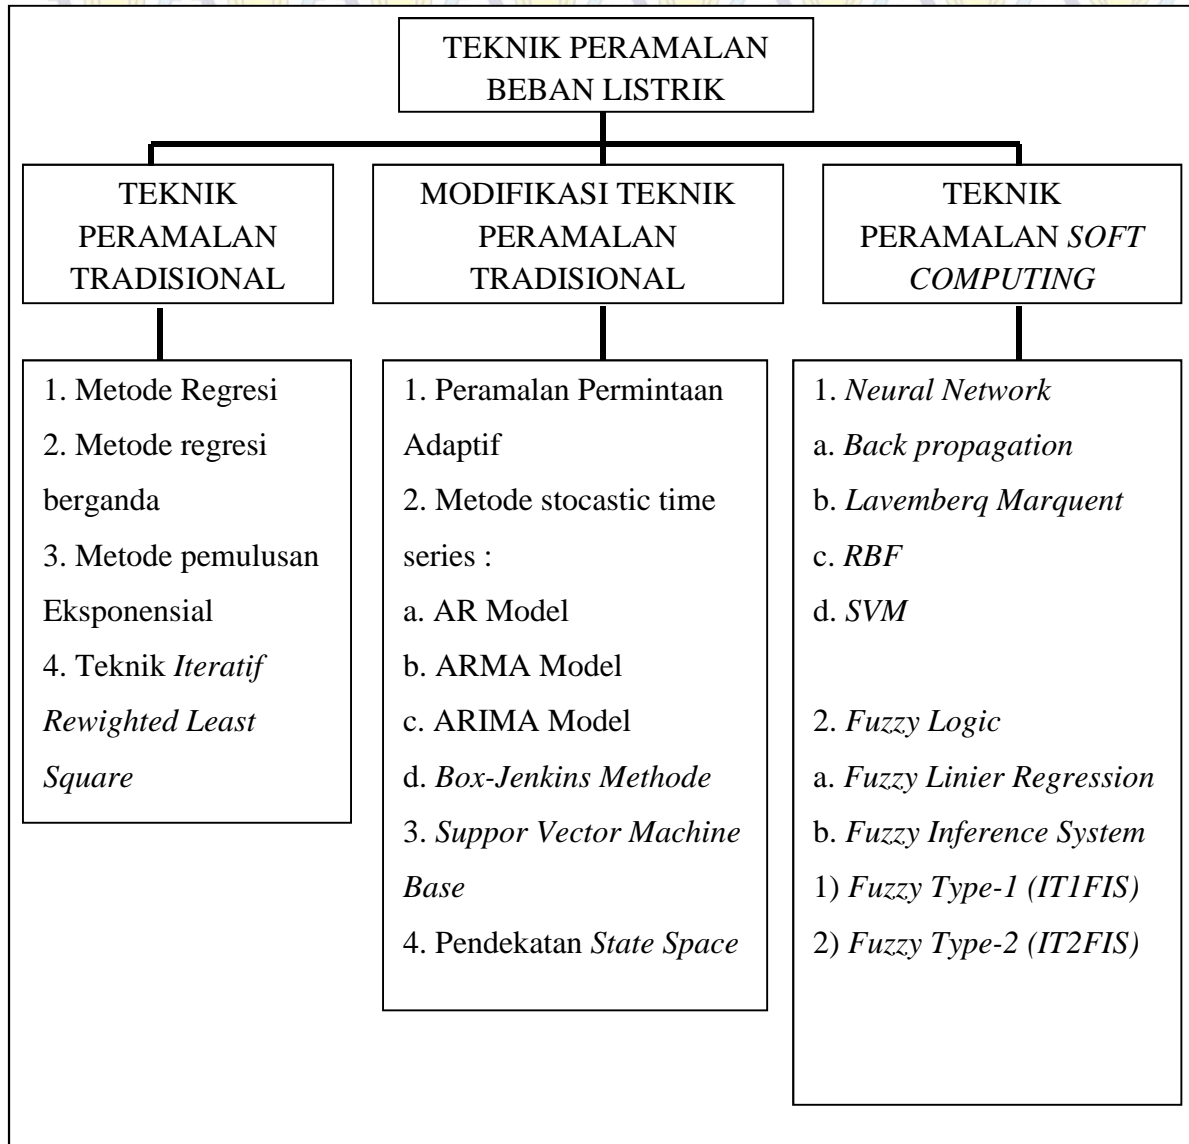 TEKNIK PERAMALAN
BEBAN LISTRIK
TEKNIK
PERAMALAN
TRADISIONAL
MODIFIKASI TEKNIK
PERAMALAN
TRADISIONAL
TEKNIK
PERAMALAN SOFT
COMPUTING
1. Metode Regresi
2. Metode regresi
berganda
3. Metode pemulusan
Eksponensial
4. Teknik Iteratif
Rewighted Least
Square
1. Peramalan Permintaan
Adaptif
2. Metode stocastic time
series :
a. AR Model
b. ARMA Model
c. ARIMA Model
d. Box-Jenkins Methode
3. Suppor Vector Machine
Base
4. Pendekatan State Space
1. Neural Network
a. Back propagation
b. Lavemberq Marquent
c. RBF
d. SVM
2. Fuzzy Logic
a. Fuzzy Linier Regression
b. Fuzzy Inference System
1) Fuzzy Type-1 (IT1FIS)
2) Fuzzy Type-2 (IT2FIS)